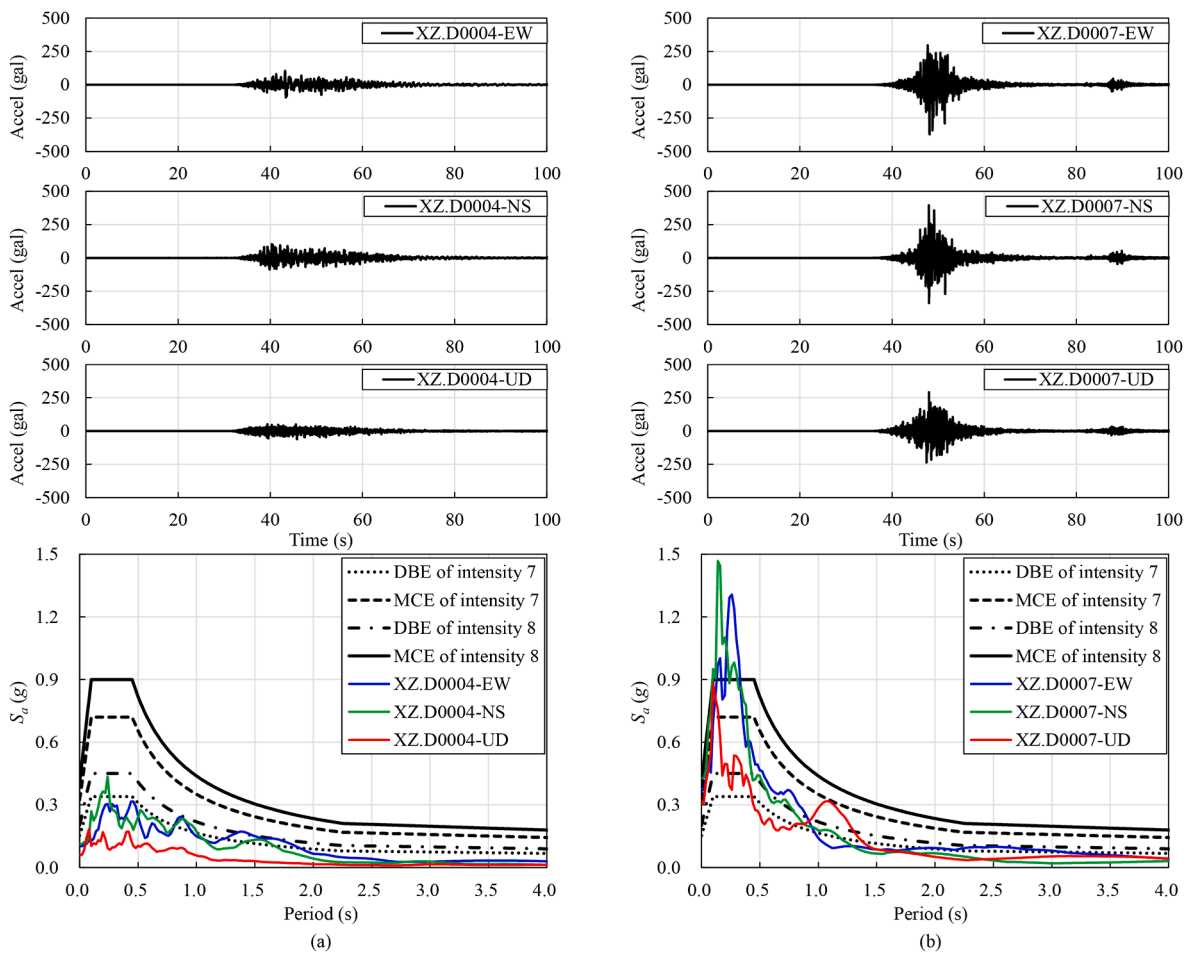 500
250
0
-250
-500
Accel (gal)
XZ.D0004-EW
0 20 40 60 80 100
500
250
0
-250
-500
Accel (gal)
XZ.D0004-NS
0 20 40 60 80 100
500
250
0
-250
-500
Accel (gal)
XZ.D0004-UD
0 20 40 60 80 100
Time (s)
1.5
1.2
0.9
0.6
0.3
0.0
Sa (g)
DBE of intensity 7
MCE of intensity 7
DBE of intensity 8
MCE of intensity 8
XZ.D0004-EW
XZ.D0004-NS
XZ.D0004-UD
0.0 0.5 1.0 1.5 2.0 2.5 3.0 3.5 4.0
Period (s)
(a)
500
250
0
-250
-500
Accel (gal)
XZ.D0007-EW
0 20 40 60 80 100
500
250
0
-250
-500
Accel (gal)
XZ.D0007-NS
0 20 40 60 80 100
500
250
0
-250
-500
Accel (gal)
XZ.D0007-UD
0 20 40 60 80 100
Time (s)
1.5
1.2
0.9
0.6
0.3
0.0
Sa (g)
DBE of intensity 7
MCE of intensity 7
DBE of intensity 8
MCE of intensity 8
XZ.D0007-EW
XZ.D0007-NS
XZ.D0007-UD
0.0 0.5 1.0 1.5 2.0 2.5 3.0 3.5 4.0
Period (s)
(b)